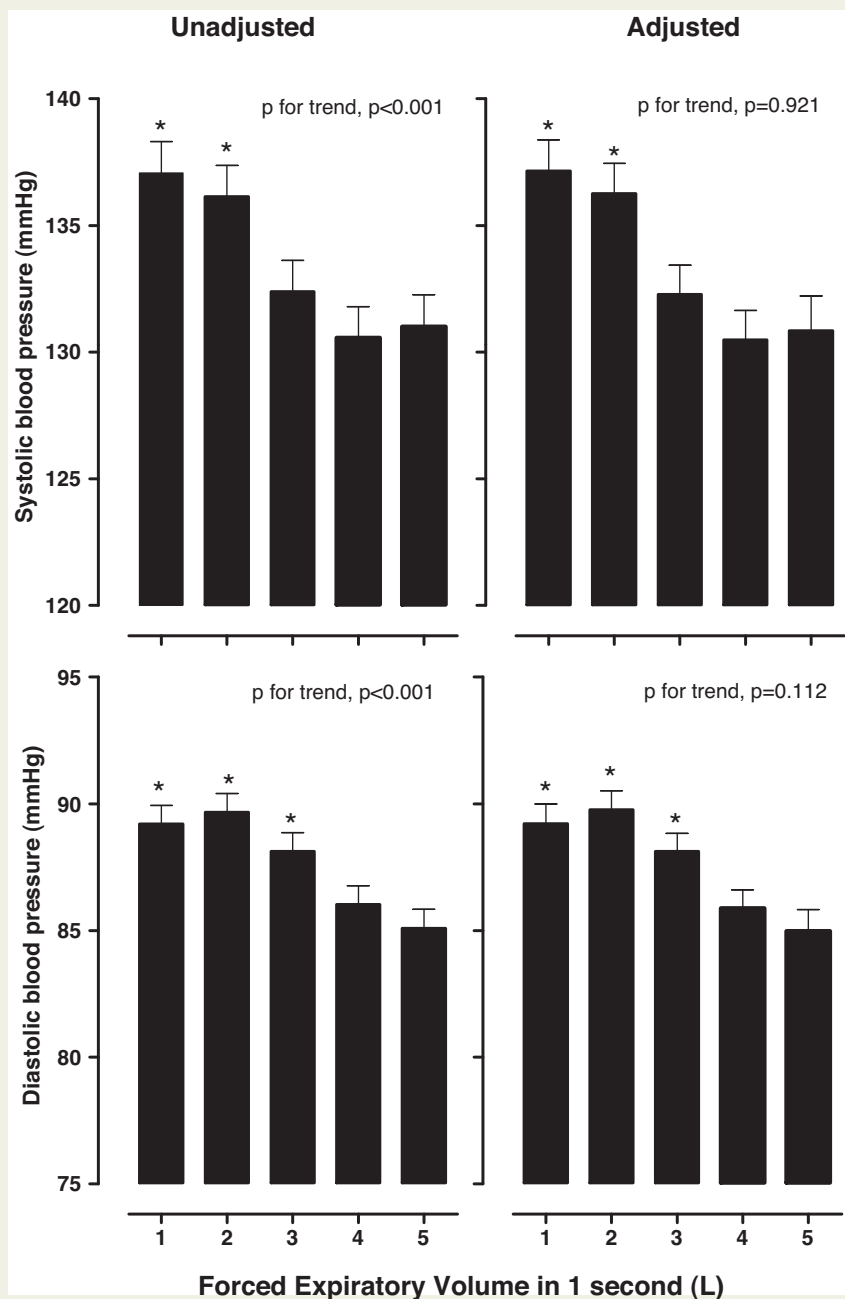 Unadjusted
Adjusted
Systolic blood pressure (mmHg)
140
135
130
125
120
p for trend, p<0.001
* *
p for trend, p=0.921
* *
Diastolic blood pressure (mmHg)
95
90
85
80
75
p for trend, p<0.001
* * *
p for trend, p=0.112
* * *
1 2 3 4 5
1 2 3 4 5
Forced Expiratory Volume in 1 second (L)